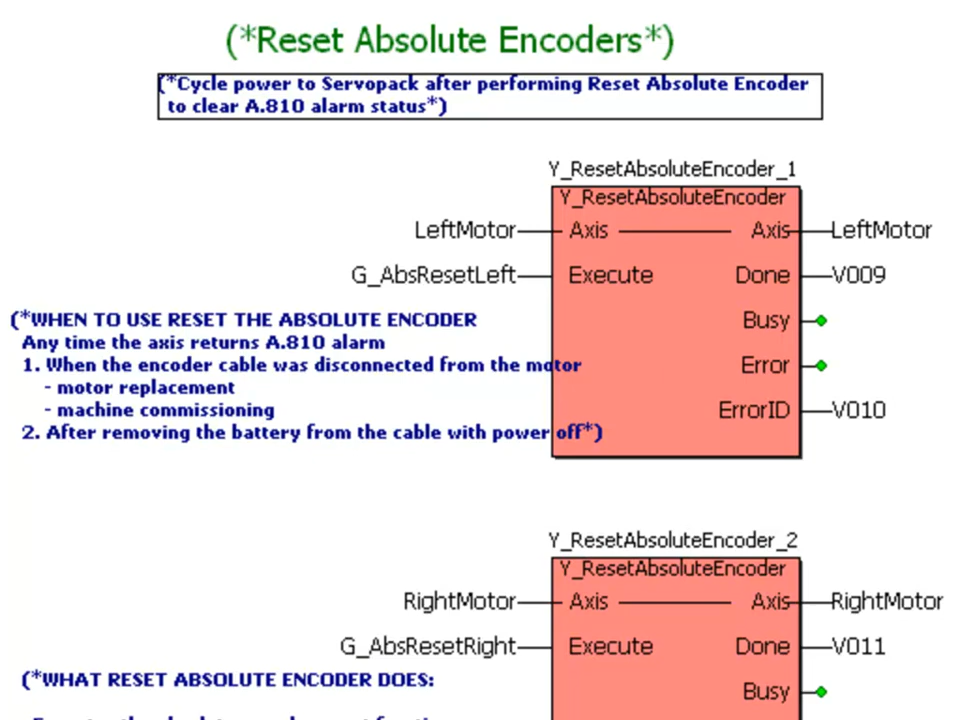 (*Reset Absolute Encoders*)
(*Cycle power to Servopack after performing Reset Absolute Encoder
to clear A.810 alarm status*)
Y_ResetAbsoluteEncoder_1
Y_ResetAbsoluteEncoder
LeftMotor Axis Axis LeftMotor
G_AbsResetLeft Execute Done V009
Busy
Error
ErrorID V010
(*WHEN TO USE RESET THE ABSOLUTE ENCODER
Any time the axis returns A.810 alarm
1. When the encoder cable was disconnected from the motor
- motor replacement
- machine commissioning
2. After removing the battery from the cable with power off*)
Y_ResetAbsoluteEncoder_2
Y_ResetAbsoluteEncoder
RightMotor Axis Axis RightMotor
G_AbsResetRight Execute Done V011
Busy
(*WHAT RESET ABSOLUTE ENCODER DOES: